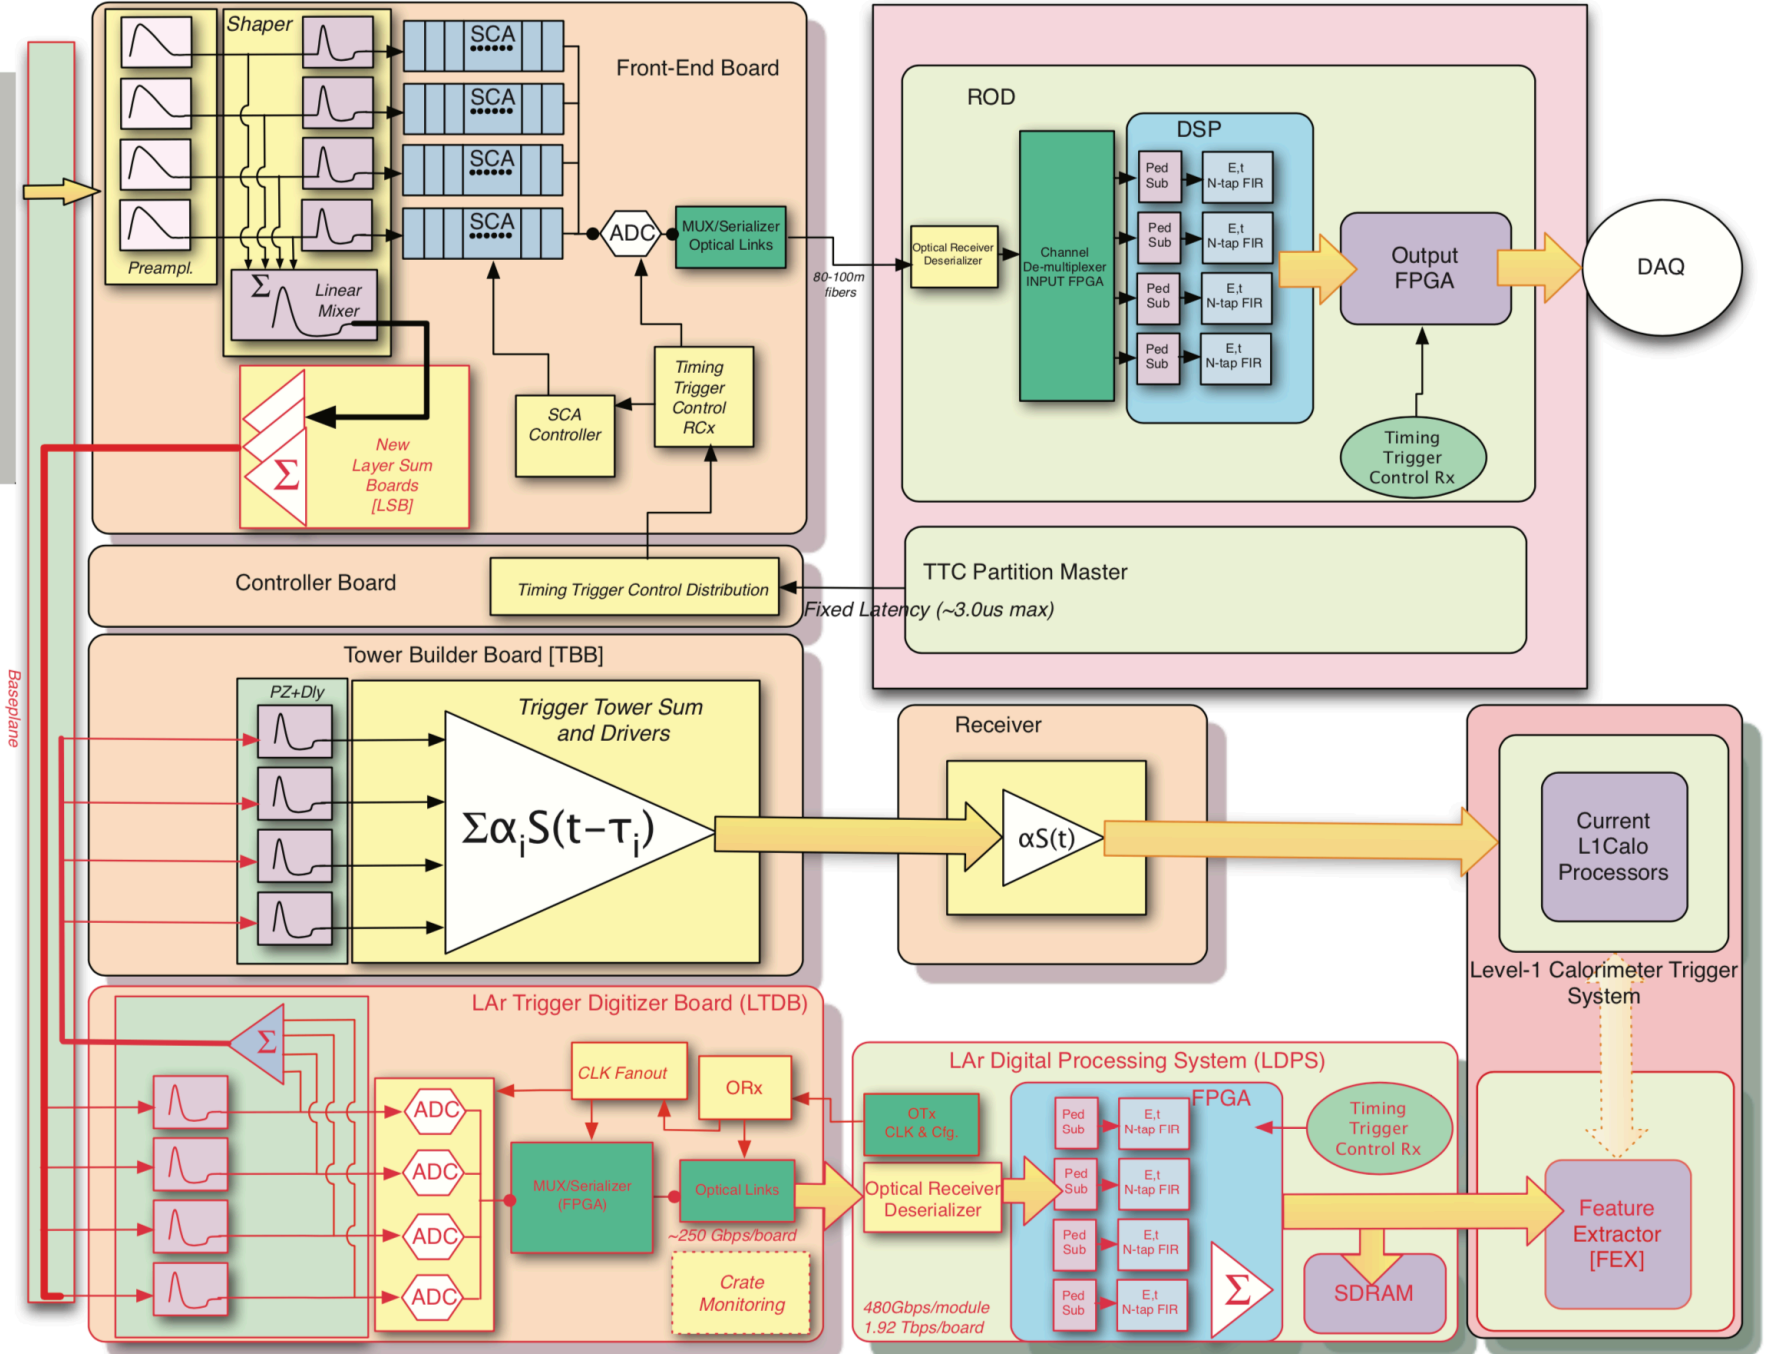 Shaper
SCA
SCA
SCA
SCA
Front-End Board
Preampl.
Σ
Linear
Mixer
ADC
MUX/Serializer
Optical Links
80-100m
fibers
Timing
Trigger
Control
RCx
SCA
Controller
New
Layer Sum
Boards
[LSB]
Σ
ROD
DSP
Optical Receiver
Deserializer
Channel
De-multiplexer
INPUT FPGA
Ped
Sub
E,t
N-tap FIR
Ped
Sub
E,t
N-tap FIR
Ped
Sub
E,t
N-tap FIR
Ped
Sub
E,t
N-tap FIR
Output
FPGA
DAQ
Timing
Trigger
Control Rx
Controller Board
Timing Trigger Control Distribution
TTC Partition Master
Fixed Latency (~3.0us max)
Baseplane
Tower Builder Board [TBB]
PZ+Dly
Trigger Tower Sum
and Drivers
ΣαᵢS(t−τᵢ)
Receiver
αS(t)
Current
L1Calo
Processors
Level-1 Calorimeter Trigger
System
LAr Trigger Digitizer Board (LTDB)
Σ
ADC
ADC
ADC
ADC
CLK Fanout
ORx
MUX/Serializer
(FPGA)
Optical Links
~250 Gbps/board
Crate
Monitoring
LAr Digital Processing System (LDPS)
OTx
CLK & Cfg.
Optical Receiver
Deserializer
FPGA
Ped
Sub
E,t
N-tap FIR
Ped
Sub
E,t
N-tap FIR
Ped
Sub
E,t
N-tap FIR
Ped
Sub
E,t
N-tap FIR
Σ
480Gbps/module
1.92 Tbps/board
Timing
Trigger
Control Rx
SDRAM
Feature
Extractor
[FEX]